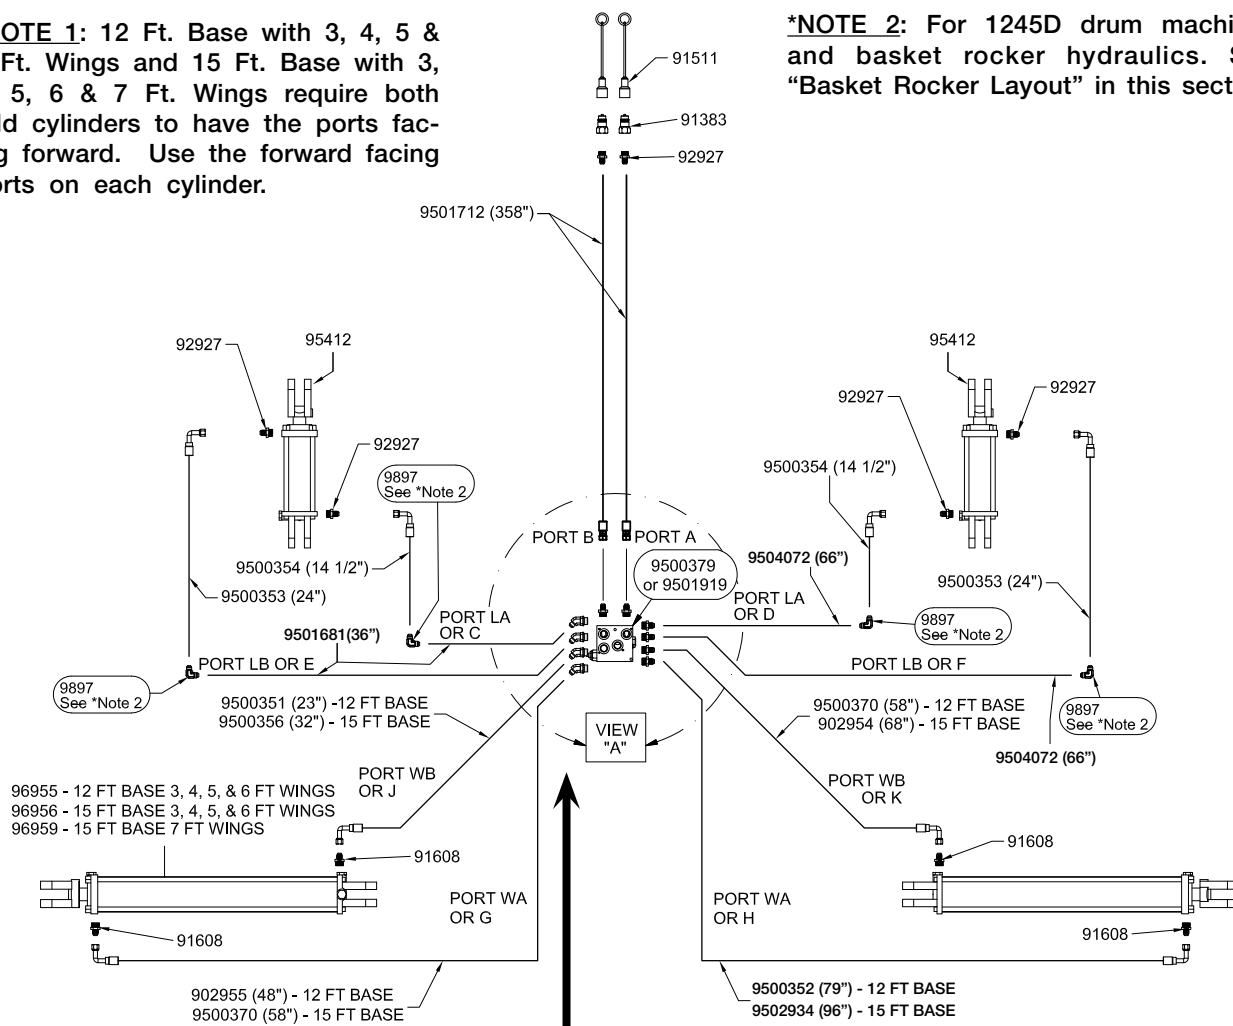 OTE 1: 12 Ft. Base with 3, 4, 5 &
Ft. Wings and 15 Ft. Base with 3,
5, 6 & 7 Ft. Wings require both
ld cylinders to have the ports fac-
g forward. Use the forward facing
orts on each cylinder.
*NOTE 2: For 1245D drum machi
and basket rocker hydraulics. S
“Basket Rocker Layout” in this sect
91511
91383
92927
9501712 (358")
92927
95412
92927
9897
See *Note 2
9500354 (14 1/2")
9500353 (24")
9501681(36”)
PORT LA
OR C
PORT LB OR E
9897
See *Note 2
PORT B
PORT A
9500379
or 9501919
95412
92927
92927
9500354 (14 1/2")
9504072 (66”)
9500353 (24")
PORT LA
OR D
9897
See *Note 2
PORT LB OR F
9897
See *Note 2
9504072 (66”)
9500351 (23") -12 FT BASE
9500356 (32") - 15 FT BASE
VIEW
"A"
9500370 (58") - 12 FT BASE
902954 (68") - 15 FT BASE
PORT WB
OR J
PORT WB
OR K
96955 - 12 FT BASE 3, 4, 5, & 6 FT WINGS
96956 - 15 FT BASE 3, 4, 5, & 6 FT WINGS
96959 - 15 FT BASE 7 FT WINGS
91608
91608
PORT WA
OR G
PORT WA
OR H
91608
91608
902955 (48") - 12 FT BASE
9500370 (58") - 15 FT BASE
9500352 (79”) - 12 FT BASE
9502934 (96”) - 15 FT BASE